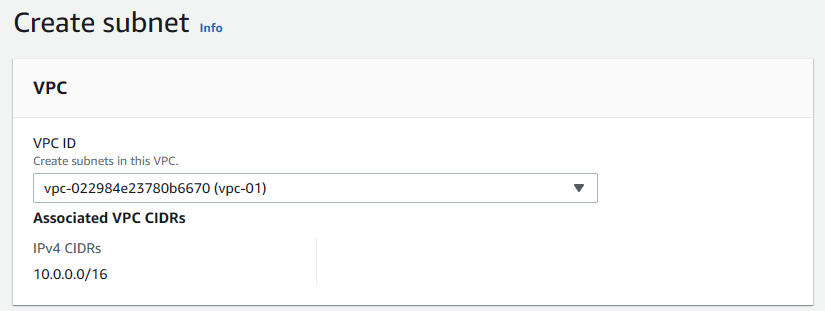 Create subnet Info
VPC
VPC ID
Create subnets in this VPC.
vpc-022984e23780b6670 (vpc-01)
Associated VPC CIDRs
IPv4 CIDRs
10.0.0.0/16